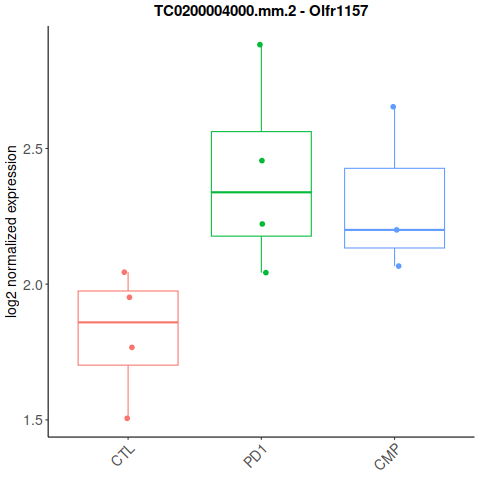 TC0200004000.mm.2 - Olfr1157
log2 normalized expression
2.5
2.0
1.5
CTL
PD1
CMP